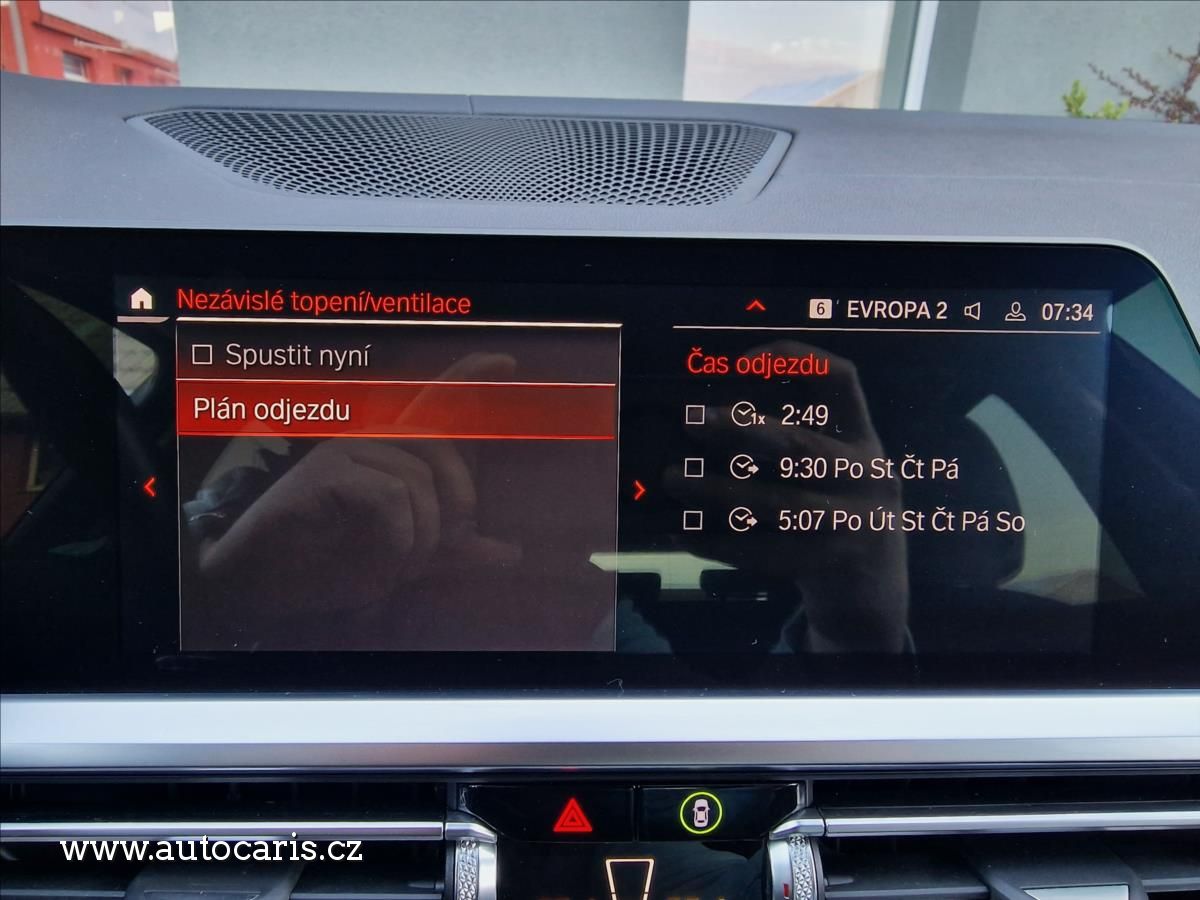 Nezávislé topení/ventilace
6 EVROPA 2 07:34
Spustit nyní
Plán odjezdu
Čas odjezdu
1x 2:49
9:30 Po St Čt Pá
5:07 Po Út St Čt Pá So
www.autocaris.cz